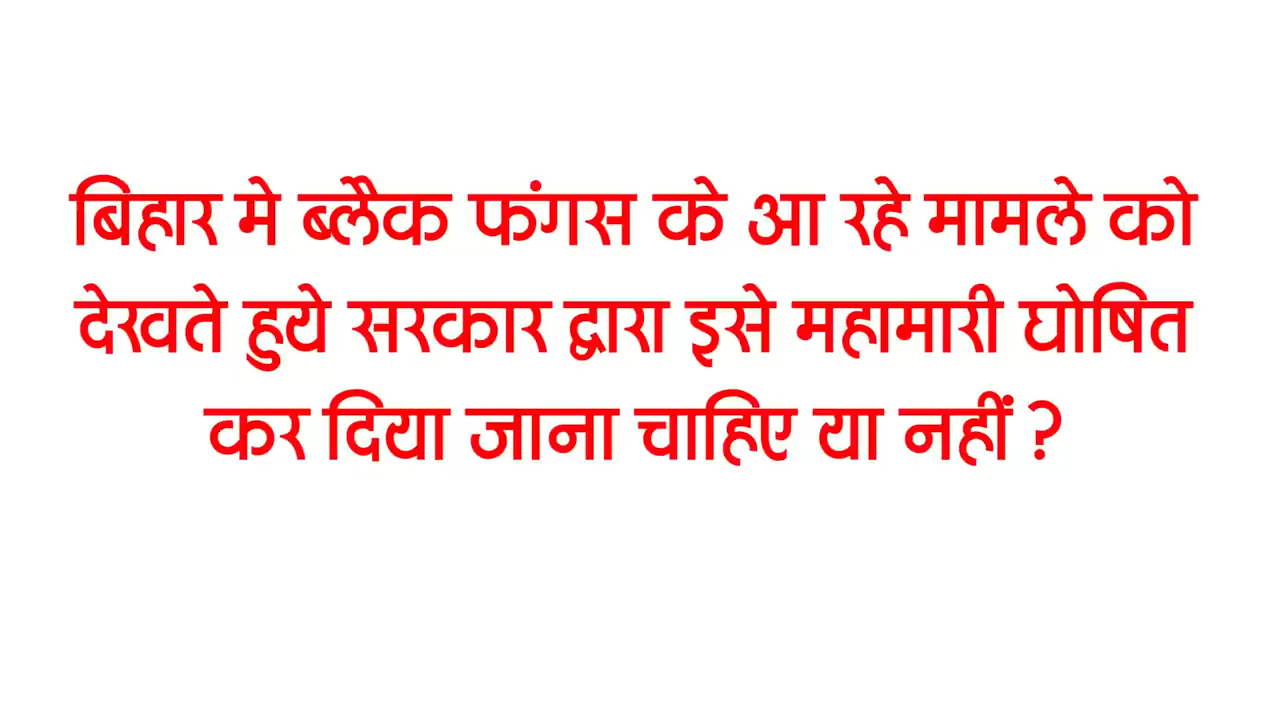 बिहार मे ब्लैक फंगस के आ रहे मामले को
देखते हुये सरकार द्वारा इसे महामारी घोषित
कर दिया जाना चाहिए या नहीं ?